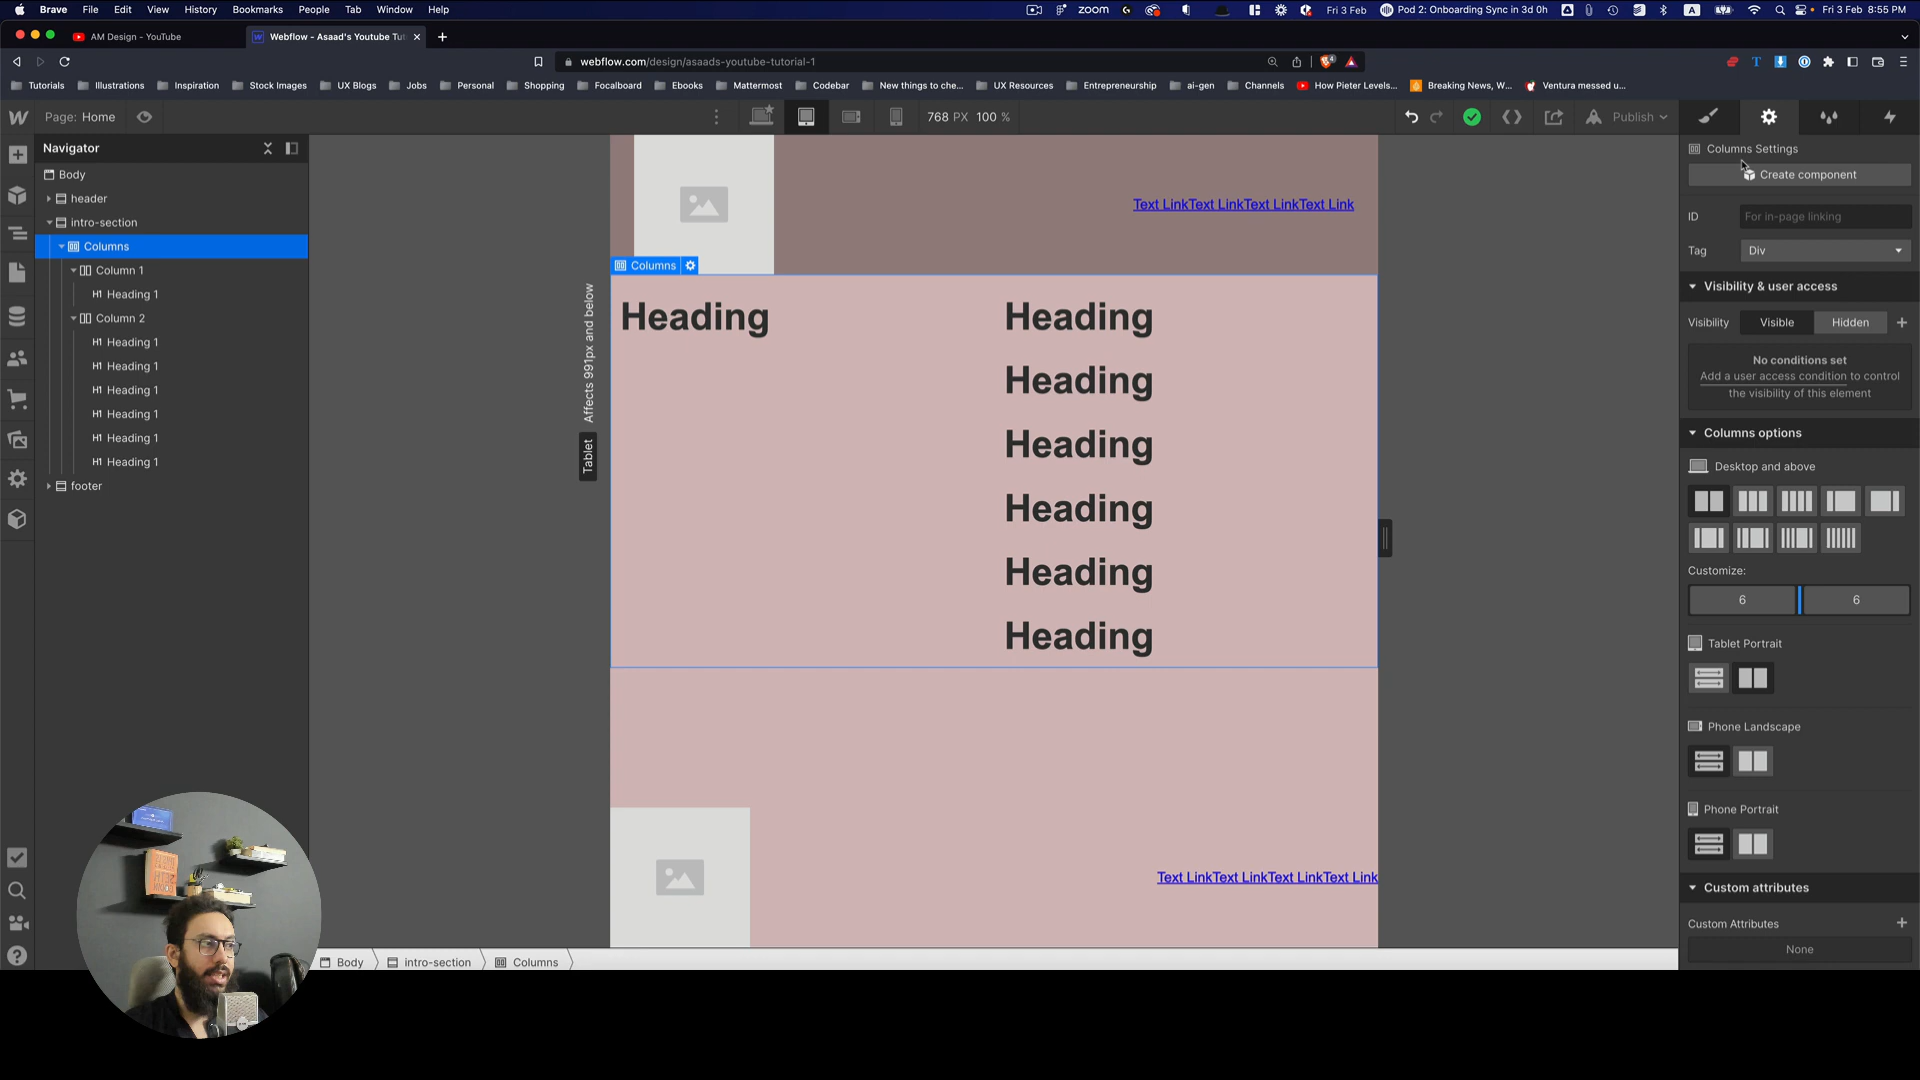 Brave File Edit View History Bookmarks People Tab Window Help
zoom Fri 3 Feb Pod 2: Onboarding Sync in 3d 0h A Fri 3 Feb 8:55 PM
AM Design - YouTube
Webflow - Asaad's Youtube Tut
webflow.com/design/asaads-youtube-tutorial-1
Tutorials Illustrations Inspiration Stock Images UX Blogs Jobs Personal Shopping Focalboard Ebooks Mattermost Codebar New things to che... UX Resources Entrepreneurship ai-gen Channels How Pieter Levels... Breaking News, W... Ventura messed u...
Page: Home
768 PX 100 %
Publish
Navigator
Body
header
intro-section
Columns
Column 1
H1 Heading 1
Column 2
H1 Heading 1
H1 Heading 1
H1 Heading 1
H1 Heading 1
H1 Heading 1
H1 Heading 1
footer
Text LinkText LinkText LinkText Link
Columns
Affects 991px and below
Tablet
Heading
Heading
Heading
Heading
Heading
Heading
Heading
Text LinkText LinkText LinkText Link
Body intro-section Columns
Columns Settings
Create component
ID For in-page linking
Tag Div
Visibility & user access
Visibility Visible Hidden
No conditions set
Add a user access condition to control
the visibility of this element
Columns options
Desktop and above
Customize:
6 6
Tablet Portrait
Phone Landscape
Phone Portrait
Custom attributes
Custom Attributes
None